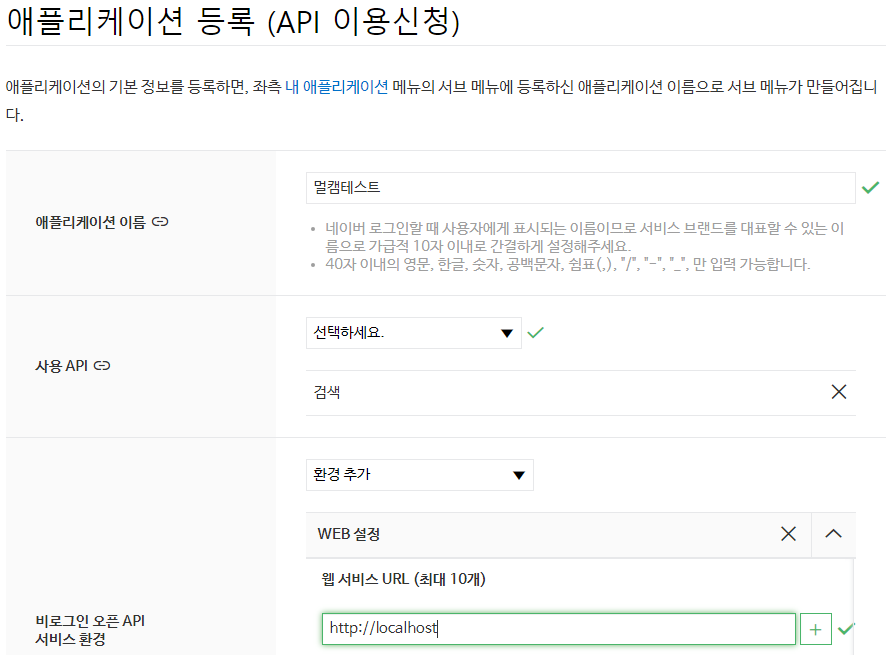 애플리케이션 등록 (API 이용신청)
애플리케이션의 기본 정보를 등록하면, 좌측 내 애플리케이션 메뉴의 서브 메뉴에 등록하신 애플리케이션 이름으로 서브 메뉴가 만들어집니
다.
애플리케이션 이름
멀캠테스트
• 네이버 로그인할 때 사용자에게 표시되는 이름이므로 서비스 브랜드를 대표할 수 있는 이
름으로 가급적 10자 이내로 간결하게 설정해주세요.
• 40자 이내의 영문, 한글, 숫자, 공백문자, 쉼표(,), "/", "-", "_", 만 입력 가능합니다.
사용 API
선택하세요.
검색
환경 추가
WEB 설정
웹 서비스 URL (최대 10개)
비로그인 오픈 API
서비스 환경
http://localhost